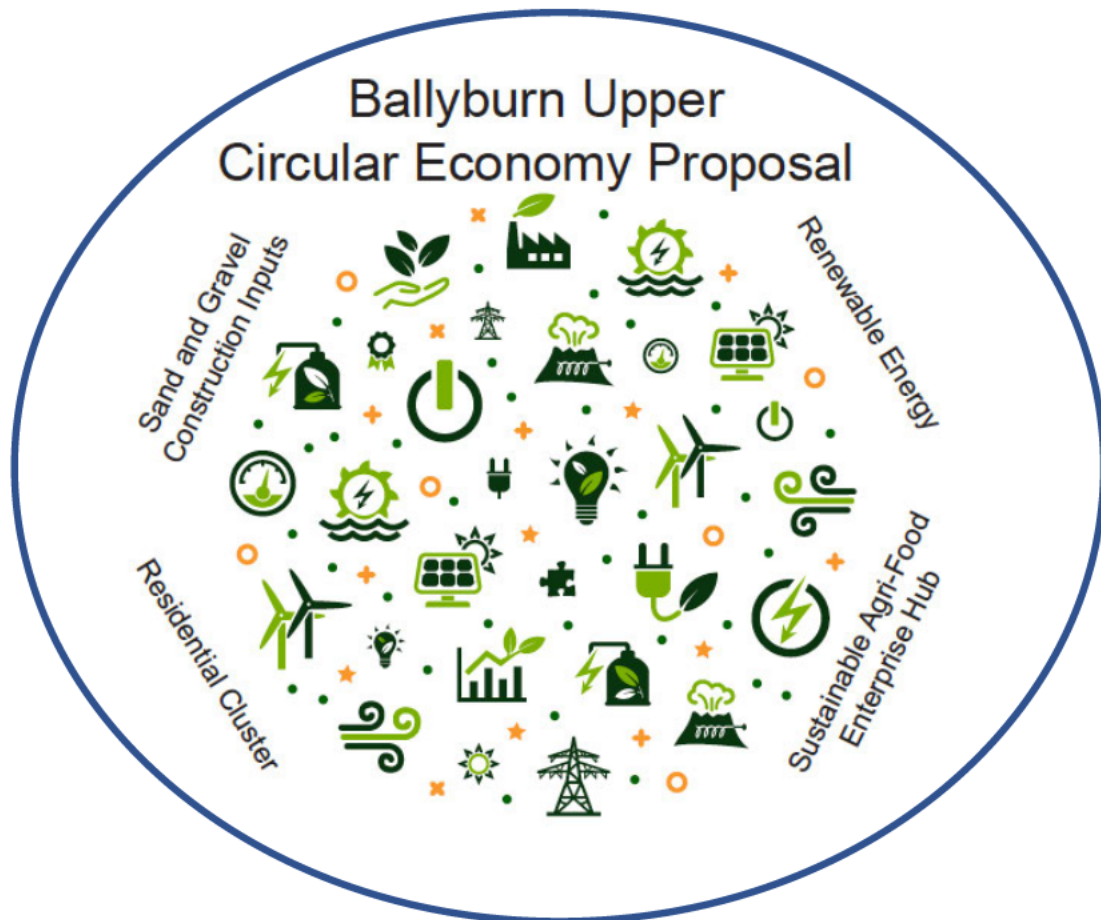 Ballyburn Upper
Circular Economy Proposal
Sand and Gravel
Construction Inputs
Renewable Energy
Residential Cluster
Sustainable Agri-Food
Enterprise Hub